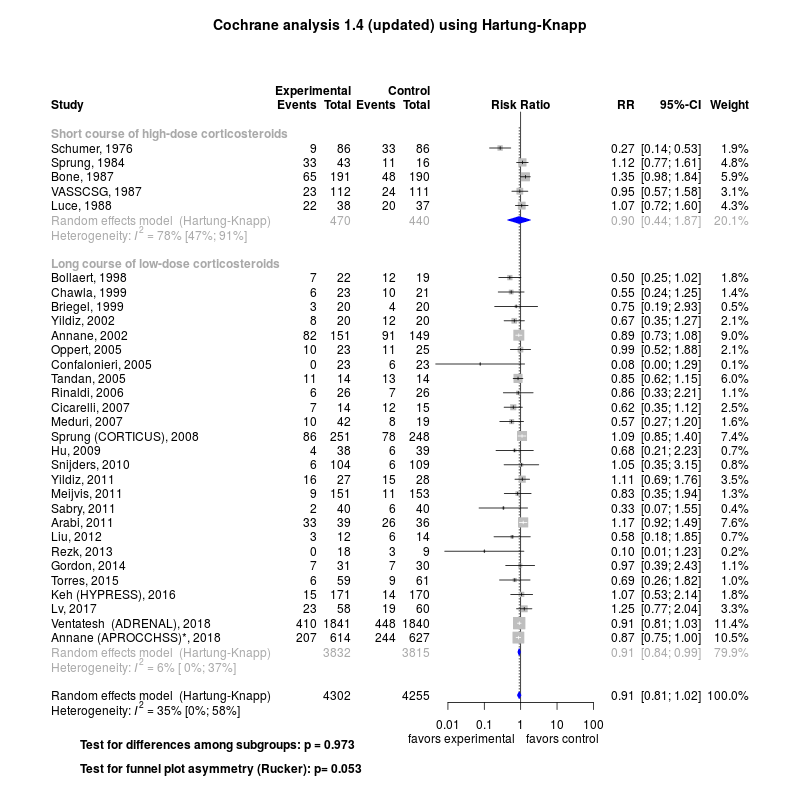 Cochrane analysis 1.4 (updated) using Hartung-Knapp
Experimental Control
Study Events Total Events Total Risk Ratio RR 95%-CI Weight
Short course of high-dose corticosteroids
Schumer, 1976 9 86 33 86 0.27 [0.14; 0.53] 1.9%
Sprung, 1984 33 43 11 16 1.12 [0.77; 1.61] 4.8%
Bone, 1987 65 191 48 190 1.35 [0.98; 1.84] 5.9%
VASSCSG, 1987 23 112 24 111 0.95 [0.57; 1.58] 3.1%
Luce, 1988 22 38 20 37 1.07 [0.72; 1.60] 4.3%
Random effects model (Hartung-Knapp) 470 440 0.90 [0.44; 1.87] 20.1%
Heterogeneity: I² = 78% [47%; 91%]
Long course of low-dose corticosteroids
Bollaert, 1998 7 22 12 19 0.50 [0.25; 1.02] 1.8%
Chawla, 1999 6 23 10 21 0.55 [0.24; 1.25] 1.4%
Briegel, 1999 3 20 4 20 0.75 [0.19; 2.93] 0.5%
Yildiz, 2002 8 20 12 20 0.67 [0.35; 1.27] 2.1%
Annane, 2002 82 151 91 149 0.89 [0.73; 1.08] 9.0%
Oppert, 2005 10 23 11 25 0.99 [0.52; 1.88] 2.1%
Confalonieri, 2005 0 23 6 23 0.08 [0.00; 1.29] 0.1%
Tandan, 2005 11 14 13 14 0.85 [0.62; 1.15] 6.0%
Rinaldi, 2006 6 26 7 26 0.86 [0.33; 2.21] 1.1%
Cicarelli, 2007 7 14 12 15 0.62 [0.35; 1.12] 2.5%
Meduri, 2007 10 42 8 19 0.57 [0.27; 1.20] 1.7%
Sprung (CORTICUS), 2008 86 251 78 248 1.09 [0.85; 1.40] 7.4%
Hu, 2009 4 38 6 39 0.68 [0.21; 2.23] 0.7%
Snijders, 2010 6 104 6 109 1.05 [0.35; 3.15] 0.8%
Yildiz, 2011 16 27 15 28 1.11 [0.69; 1.76] 3.5%
Meijvis, 2011 9 151 11 153 0.83 [0.35; 1.94] 1.3%
Sabry, 2011 2 40 6 40 0.33 [0.07; 1.55] 0.4%
Arabi, 2011 33 39 26 36 1.17 [0.92; 1.49] 7.6%
Liu, 2012 3 12 6 14 0.58 [0.18; 1.85] 0.7%
Rezk, 2013 0 18 3 9 0.10 [0.01; 1.23] 0.2%
Gordon, 2014 7 31 7 30 0.97 [0.39; 2.43] 1.1%
Torres, 2015 6 59 9 61 0.69 [0.26; 1.82] 1.0%
Keh (HYPRESS), 2016 15 171 14 170 1.07 [0.53; 2.14] 1.8%
Lv, 2017 23 58 19 60 1.25 [0.77; 2.04] 3.3%
Ventatesh (ADRENAL), 2018 410 1841 448 1840 0.91 [0.81; 1.03] 11.4%
Annane (APROCCHSS)*, 2018 207 614 244 627 0.87 [0.75; 1.00] 10.5%
Random effects model (Hartung-Knapp) 3832 3815 0.91 [0.84; 0.99] 79.9%
Heterogeneity: I² = 6% [ 0%; 37%]
Random effects model (Hartung-Knapp) 4302 4255 0.91 [0.81; 1.02] 100.0%
Heterogeneity: I² = 35% [0%; 58%]
0.01 0.1 1 10 100
favors experimental favors control
Test for differences among subgroups: p = 0.973
Test for funnel plot asymmetry (Rucker): p= 0.053